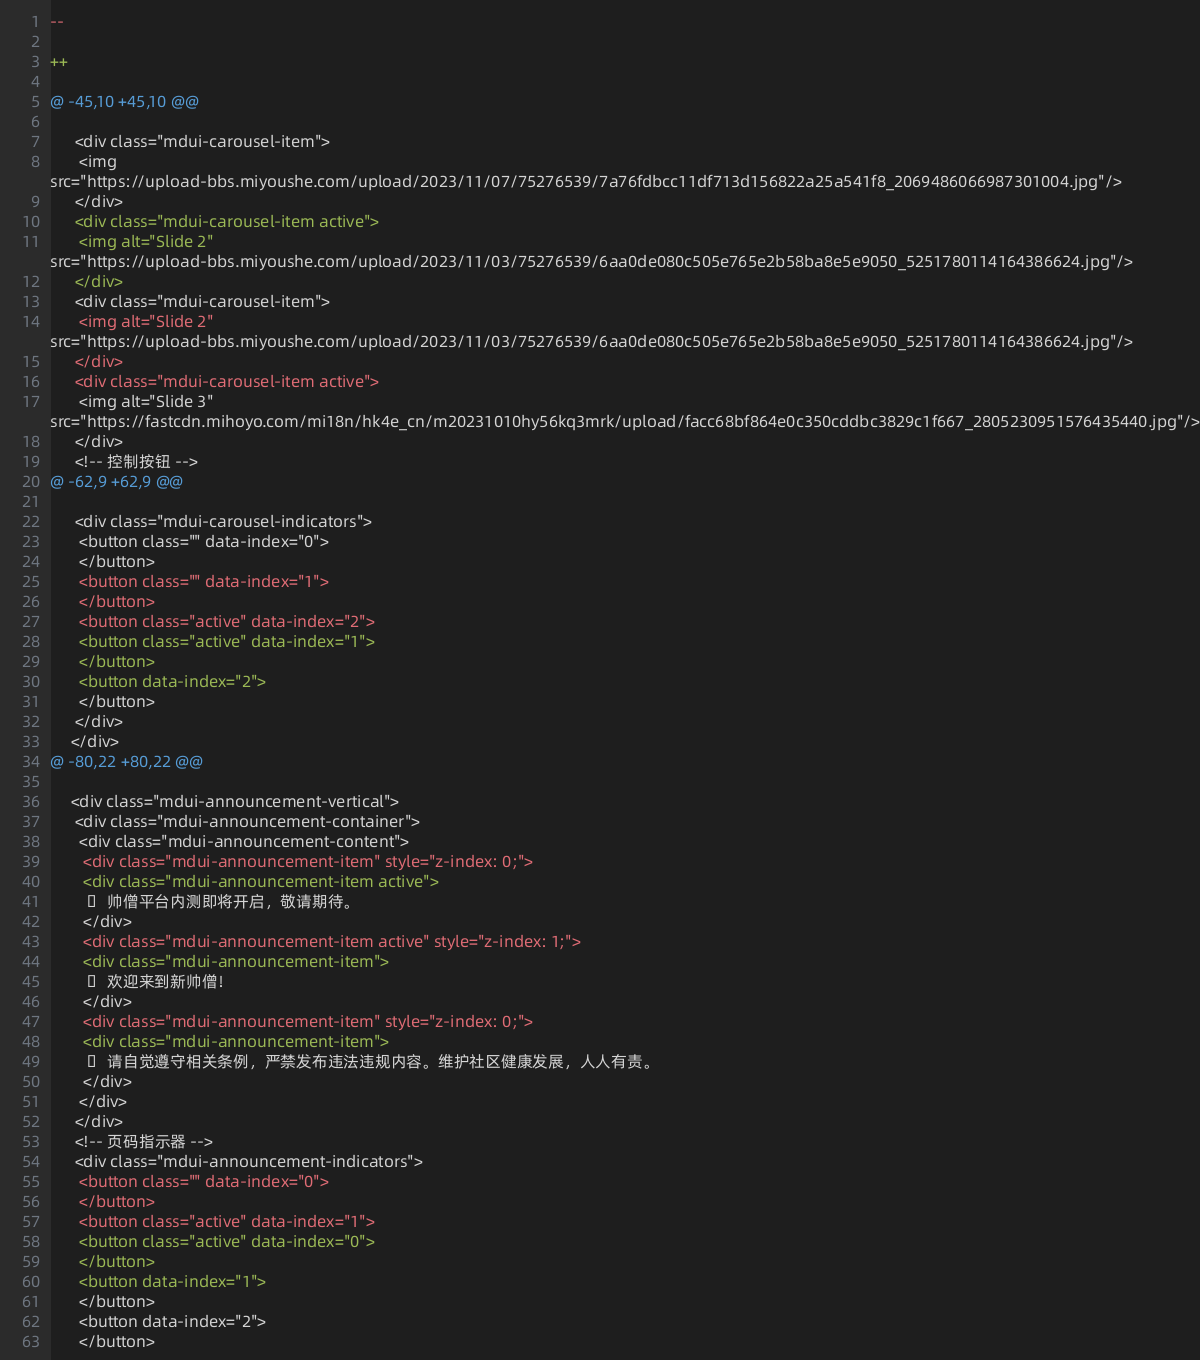 1 --
2
3 ++
4
5 @ -45,10 +45,10 @@
6
7 <div class="mdui-carousel-item">
8 <img
src="https://upload-bbs.miyoushe.com/upload/2023/11/07/75276539/7a76fdbcc11df713d156822a25a541f8_2069486066987301004.jpg"/>
9 </div>
10 <div class="mdui-carousel-item active">
11 <img alt="Slide 2"
src="https://upload-bbs.miyoushe.com/upload/2023/11/03/75276539/6aa0de080c505e765e2b58ba8e5e9050_5251780114164386624.jpg"/>
12 </div>
13 <div class="mdui-carousel-item">
14 <img alt="Slide 2"
src="https://upload-bbs.miyoushe.com/upload/2023/11/03/75276539/6aa0de080c505e765e2b58ba8e5e9050_5251780114164386624.jpg"/>
15 </div>
16 <div class="mdui-carousel-item active">
17 <img alt="Slide 3"
src="https://fastcdn.mihoyo.com/mi18n/hk4e_cn/m20231010hy56kq3mrk/upload/facc68bf864e0c350cddbc3829c1f667_2805230951576435440.jpg"/>
18 </div>
19 <!-- 控制按钮 -->
20 @ -62,9 +62,9 @@
21
22 <div class="mdui-carousel-indicators">
23 <button class="" data-index="0">
24 </button>
25 <button class="" data-index="1">
26 </button>
27 <button class="active" data-index="2">
28 <button class="active" data-index="1">
29 </button>
30 <button data-index="2">
31 </button>
32 </div>
33 </div>
34 @ -80,22 +80,22 @@
35
36 <div class="mdui-announcement-vertical">
37 <div class="mdui-announcement-container">
38 <div class="mdui-announcement-content">
39 <div class="mdui-announcement-item" style="z-index: 0;">
40 <div class="mdui-announcement-item active">
41 帅僧平台内测即将开启，敬请期待。
42 </div>
43 <div class="mdui-announcement-item active" style="z-index: 1;">
44 <div class="mdui-announcement-item">
45 欢迎来到新帅僧！
46 </div>
47 <div class="mdui-announcement-item" style="z-index: 0;">
48 <div class="mdui-announcement-item">
49 请自觉遵守相关条例，严禁发布违法违规内容。维护社区健康发展，人人有责。
50 </div>
51 </div>
52 </div>
53 <!-- 页码指示器 -->
54 <div class="mdui-announcement-indicators">
55 <button class="" data-index="0">
56 </button>
57 <button class="active" data-index="1">
58 <button class="active" data-index="0">
59 </button>
60 <button data-index="1">
61 </button>
62 <button data-index="2">
63 </button>